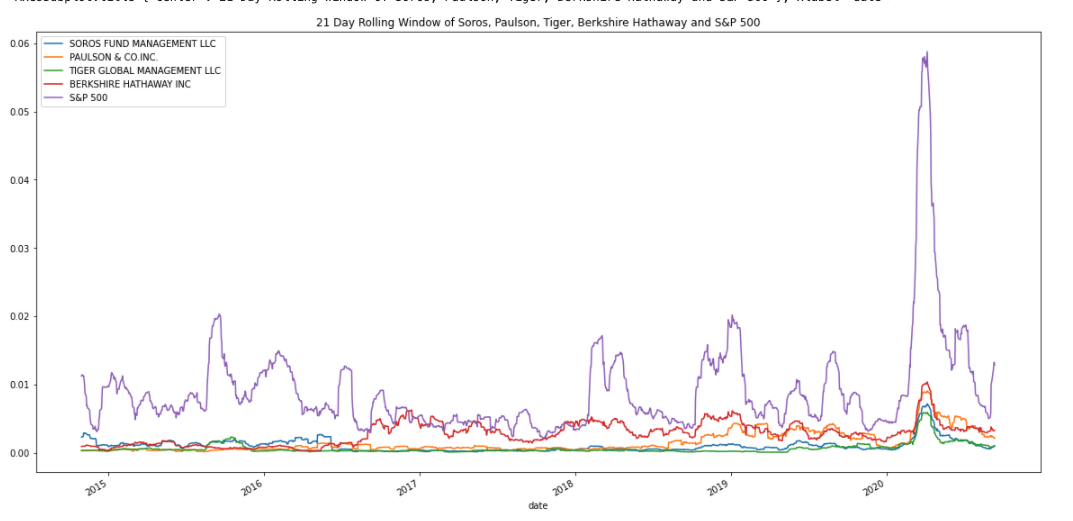 21 Day Rolling Window of Soros, Paulson, Tiger, Berkshire Hathaway and S&P 500
SOROS FUND MANAGEMENT LLC
PAULSON & CO.INC.
TIGER GLOBAL MANAGEMENT LLC
BERKSHIRE HATHAWAY INC
S&P 500
0.06
0.05
0.04
0.03
0.02
0.01
0.00
2015
2016
2017
2018
2019
2020
date